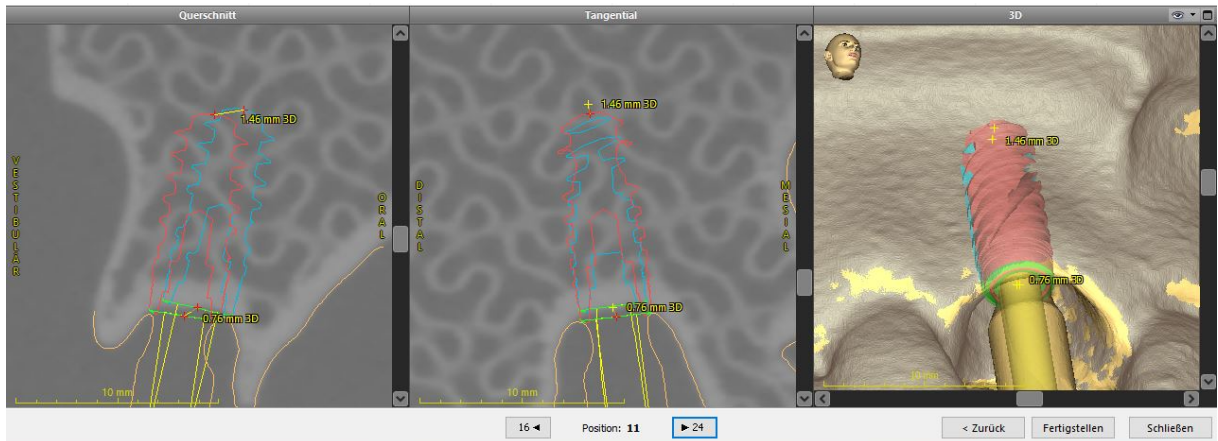 Querschnitt
Tangential
3D
1.46 mm 3D
1.46 mm 3D
1.46 mm 3D
VESTIBULÄR
ORAL
DISTAL
MESIAL
0.76 mm 3D
0.76 mm 3D
0.76 mm 3D
10 mm
10 mm
10 mm
16 ◄
Position: 11
► 24
< Zurück
Fertigstellen
Schließen